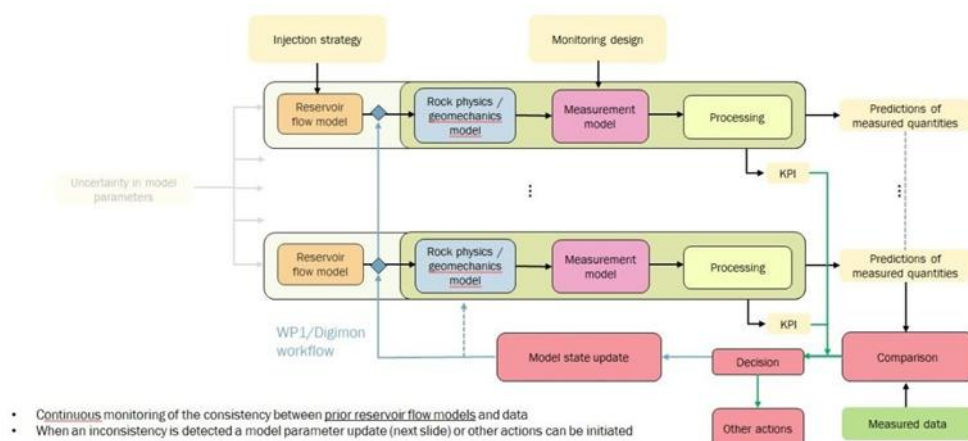 Injection strategy
Monitoring design
Reservoir
flow model
Rock physics /
geomechanics
model
Measurement
model
Processing
Predictions of
measured quantities
KPI
Uncertainty in model
parameters
⋮
⋮
Reservoir
flow model
Rock physics /
geomechanics
model
Measurement
model
Processing
Predictions of
measured quantities
KPI
WP1/Digimon
workflow
Model state update
Decision
Comparison
Other actions
Measured data
• Continuous monitoring of the consistency between prior reservoir flow models and data
• When an inconsistency is detected a model parameter update (next slide) or other actions can be initiated